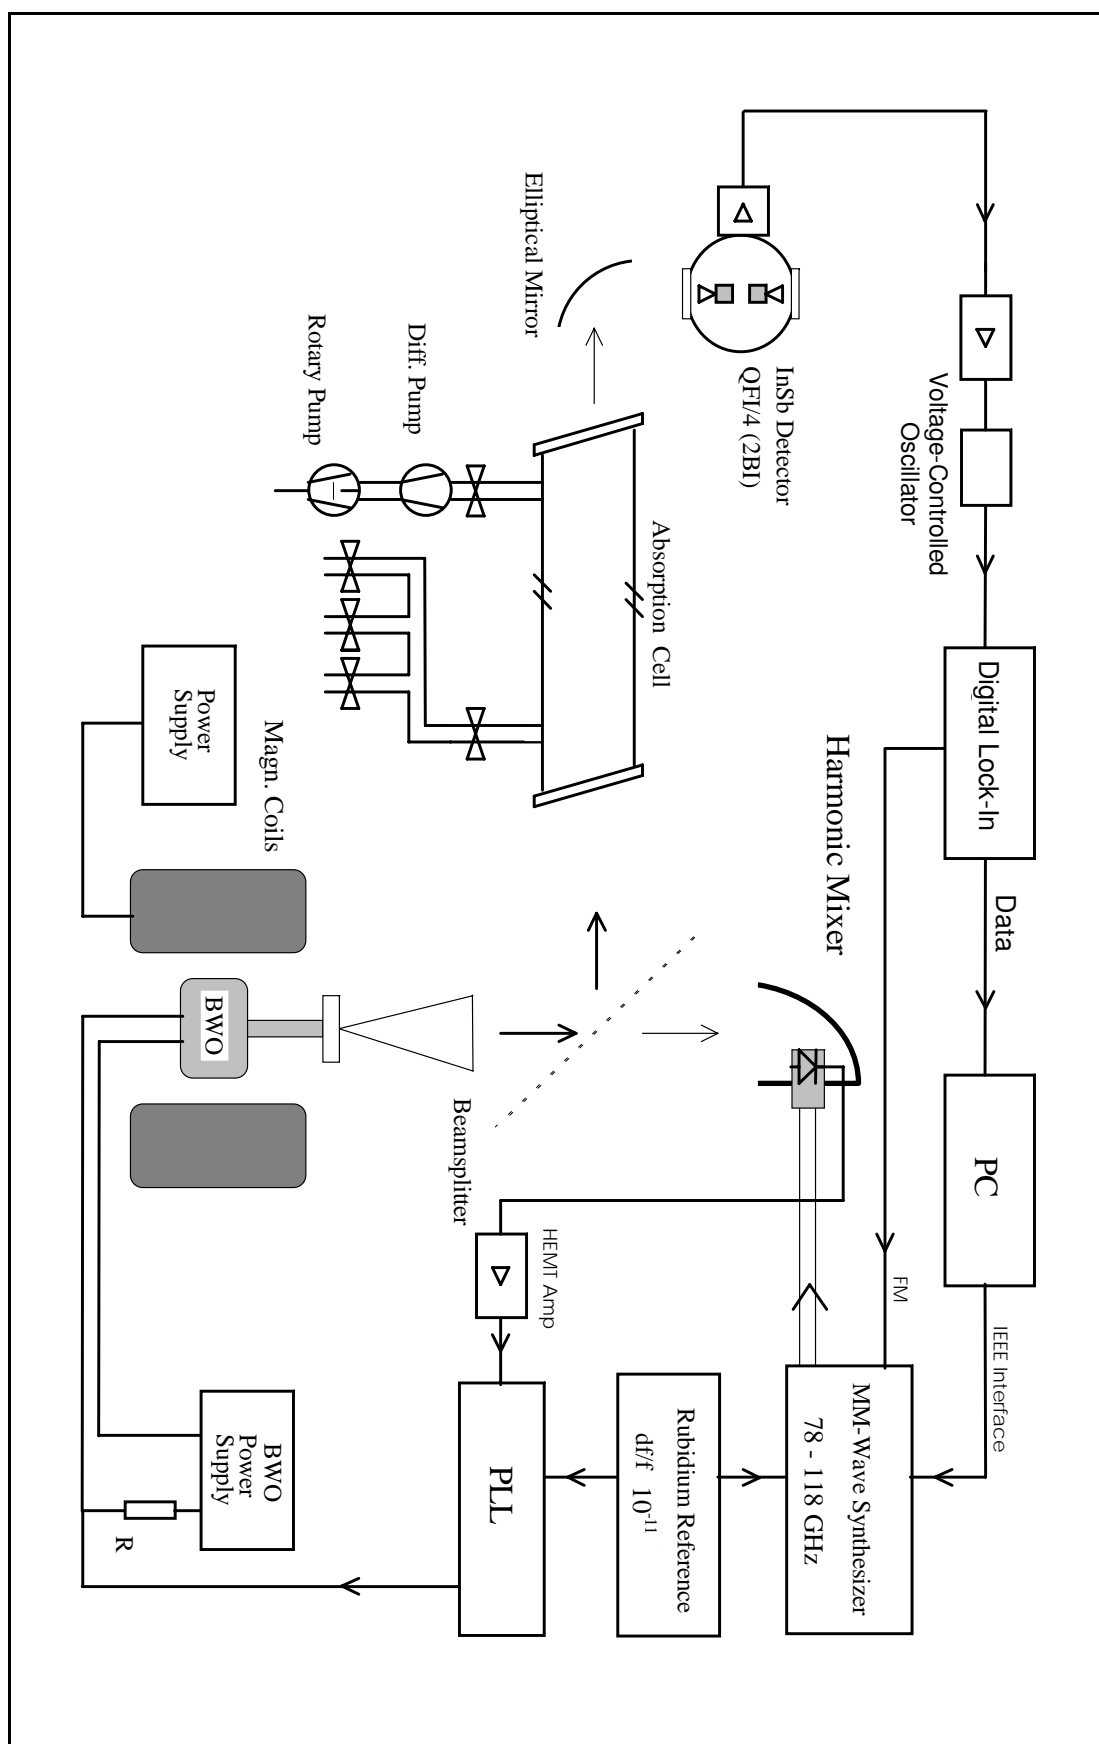 Voltage-Controlled
Oscillator
Digital Lock-In
Data
PC
IEEE Interface
FM
InSb Detector
QFI/4 (2BI)
Harmonic Mixer
MM-Wave Synthesizer
78 - 118 GHz
Elliptical Mirror
Absorption Cell
Rubidium Reference
df/f 10-11
Diff. Pump
Rotary Pump
Beamsplitter
HEMT Amp
PLL
Magn. Coils
Power
Supply
BWO
BWO
Power
Supply
R